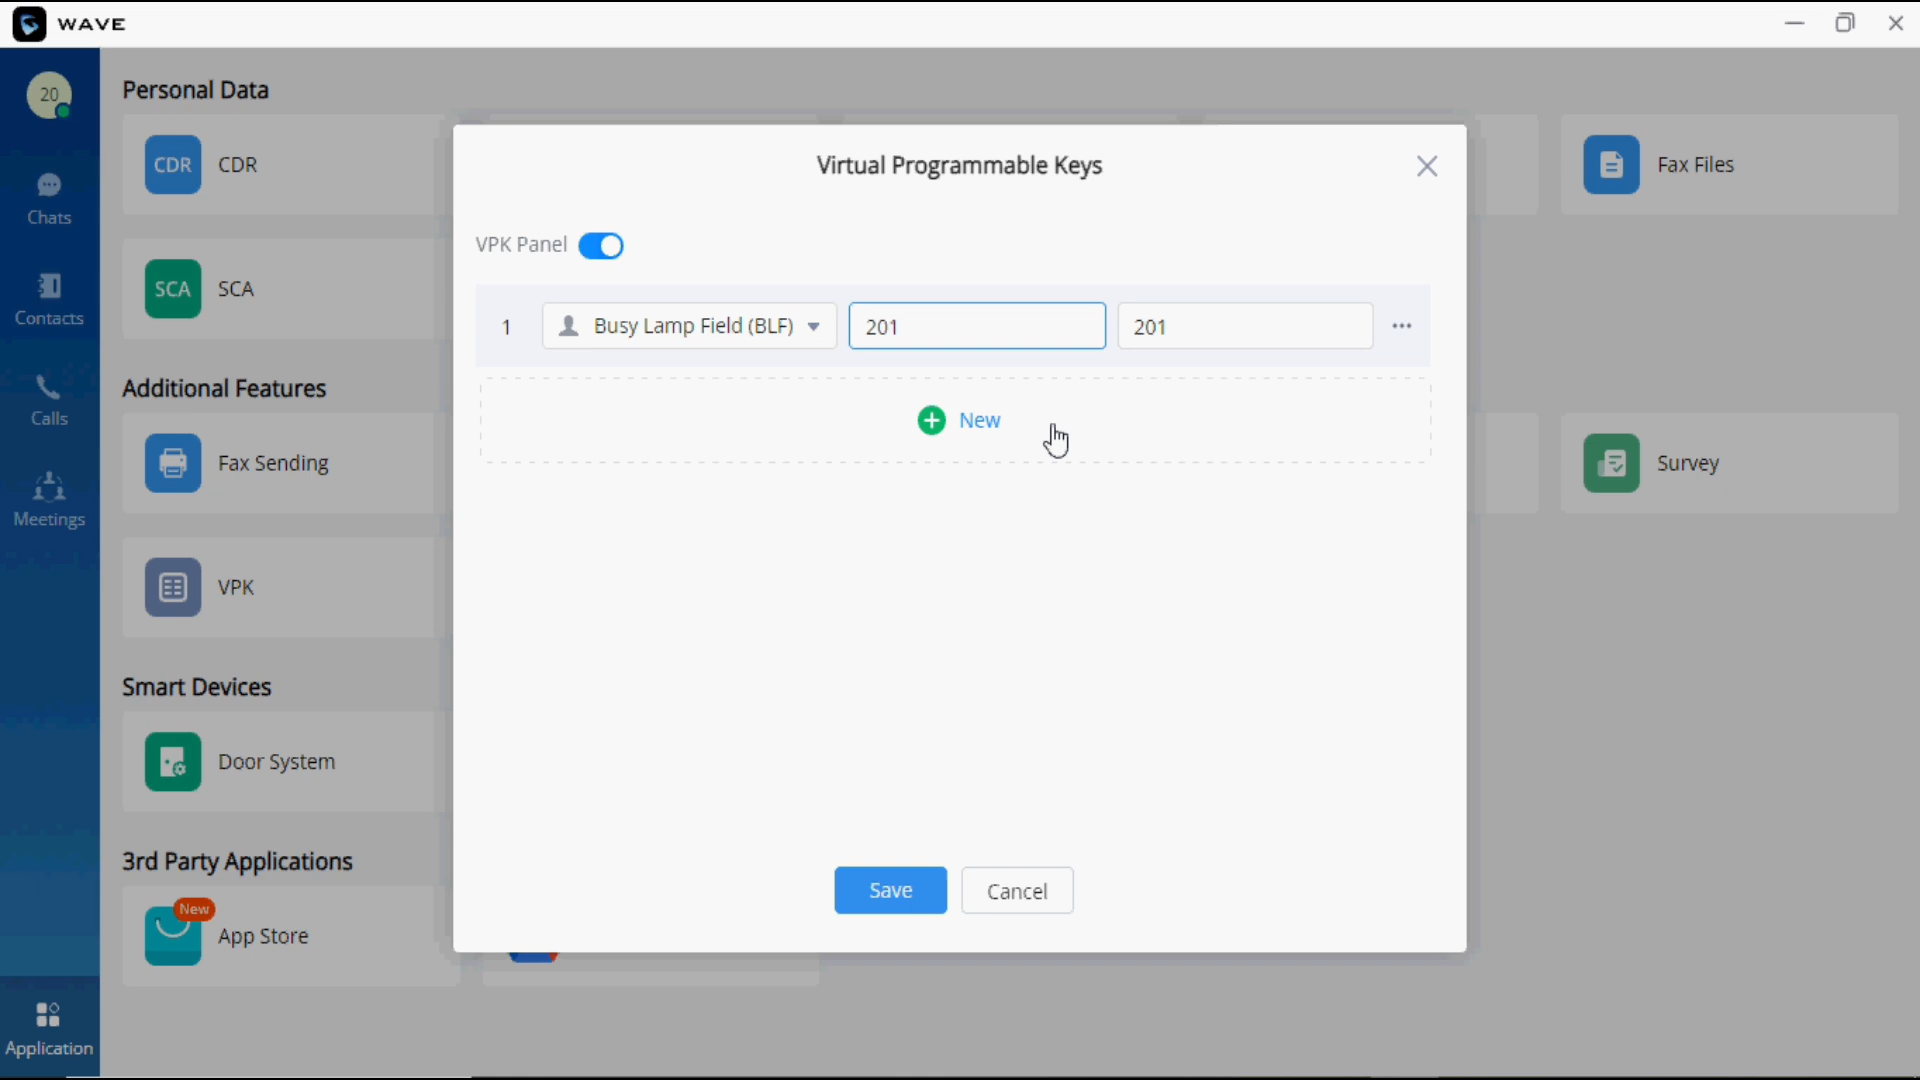 WAVE
20
Chats
Contacts
Calls
Meetings
Application
Personal Data
CDR CDR
Fax Files
SCA SCA
Additional Features
Fax Sending
Survey
VPK
Smart Devices
Door System
3rd Party Applications
New
App Store
Virtual Programmable Keys
VPK Panel
1 Busy Lamp Field (BLF) 201 201
New
Save Cancel